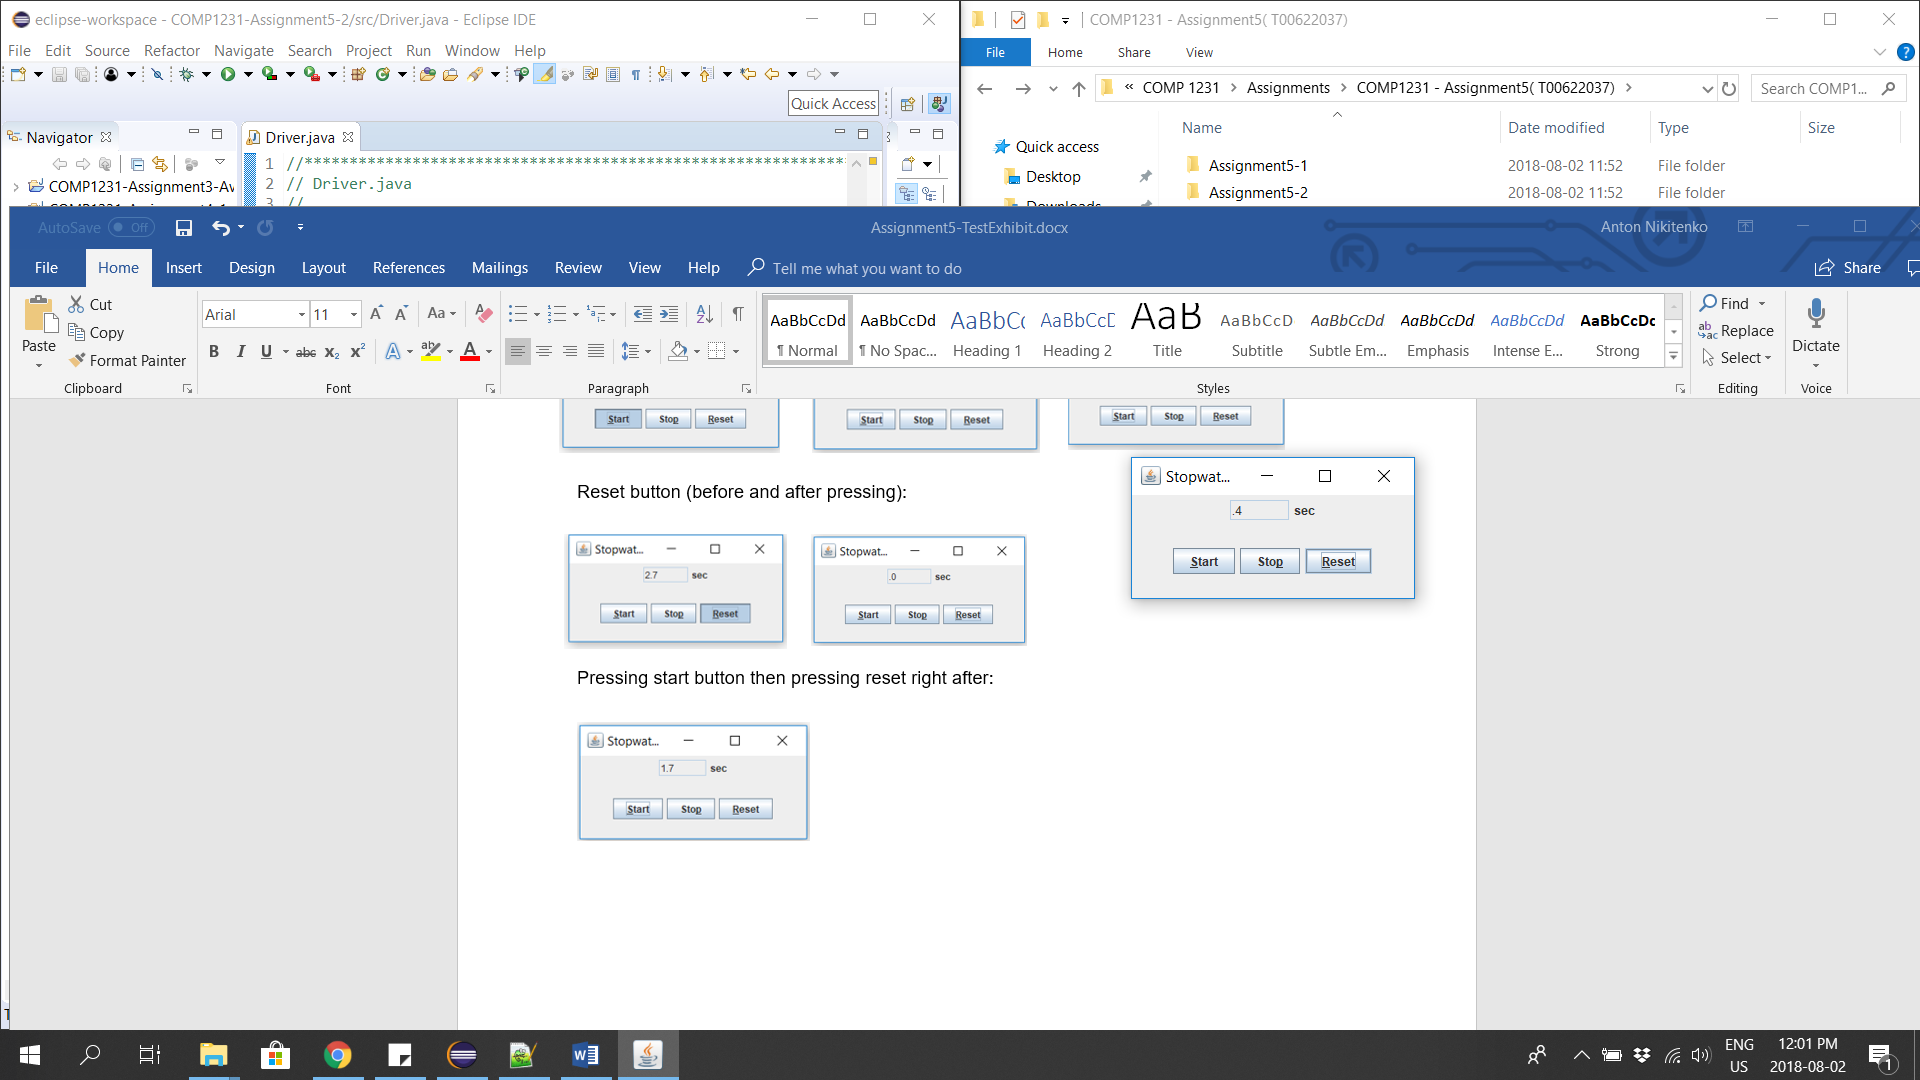 eclipse-workspace - COMP1231-Assignment5-2/src/Driver.java - Eclipse IDE
File Edit Source Refactor Navigate Search Project Run Window Help
Quick Access
Navigator
Driver.java
COMP1231-Assignment3-Av
1 //************************************************************
2 // Driver.java
3 //
COMP1231 - Assignment5( T00622037)
File Home Share View
« COMP 1231 > Assignments > COMP1231 - Assignment5( T00622037) >
Search COMP1...
Name Date modified Type Size
Quick access
Desktop
Downloads
Assignment5-1 2018-08-02 11:52 File folder
Assignment5-2 2018-08-02 11:52 File folder
AutoSave Off
Assignment5-TestExhibit.docx
Anton Nikitenko
File Home Insert Design Layout References Mailings Review View Help Tell me what you want to do Share
Paste
Cut
Copy
Format Painter
Clipboard
Arial 11
Font
Paragraph
AaBbCcDd AaBbCcDd AaBbCc AaBbCcD AaB AaBbCcD AaBbCcDd AaBbCcDd AaBbCcDd AaBbCcDc
¶ Normal ¶ No Spac... Heading 1 Heading 2 Title Subtitle Subtle Em... Emphasis Intense E... Strong
Styles
Find
Replace
Select
Editing
Dictate
Voice
Start Stop Reset
Start Stop Reset
Start Stop Reset
Reset button (before and after pressing):
Stopwat...
2.7 sec
Start Stop Reset
Stopwat...
.0 sec
Start Stop Reset
Stopwat...
.4 sec
Start Stop Reset
Pressing start button then pressing reset right after:
Stopwat...
1.7 sec
Start Stop Reset
ENG
US
12:01 PM
2018-08-02
1